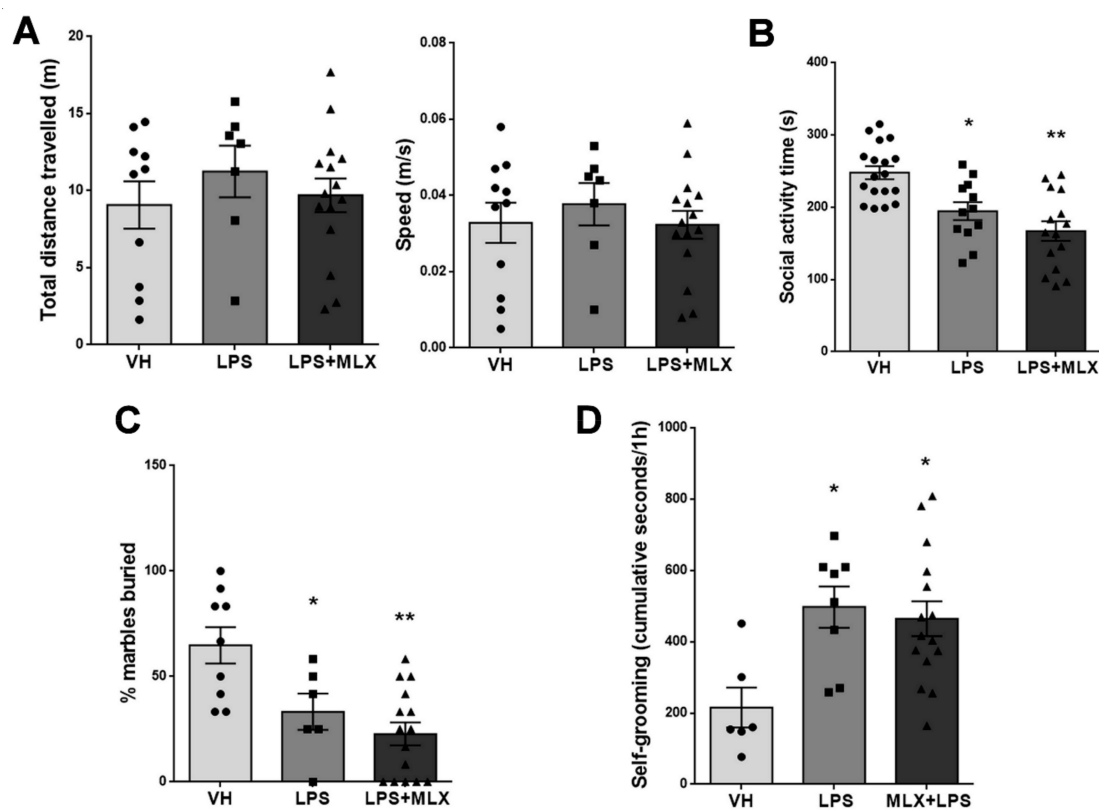 A
Total distance travelled (m)
20
15
10
5
0
VH LPS LPS+MLX
Speed (m/s)
0.08
0.06
0.04
0.02
0.00
VH LPS LPS+MLX
B
Social activity time (s)
400
300
200
100
0
*
**
VH LPS LPS+MLX
C
% marbles buried
150
100
50
0
*
**
VH LPS LPS+MLX
D
Self-grooming (cumulative seconds/1h)
1000
800
600
400
200
0
*
*
VH LPS MLX+LPS